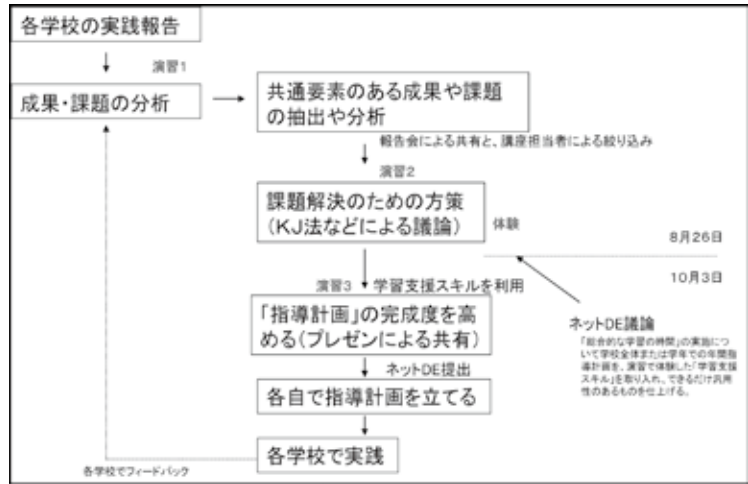 各学校の実践報告
演習1
成果・課題の分析
共通要素のある成果や課題
の抽出や分析
報告会による共有と、講座担当者による絞り込み
演習2
課題解決のための方策
(KJ法などによる議論)
体験
8月26日
10月3日
演習3
学習支援スキルを利用
「指導計画」の完成度を高
める(プレゼンによる共有)
ネットDE議論
「総合的な学習の時間」の実施につ
いて学校全体または学年での年間指
導計画を、演習で体験した「学習支援
スキル」を取り入れ、できるだけ汎用
性のあるものを仕上げる。
ネットDE提出
各自で指導計画を立てる
各学校で実践
各学校でフィードバック